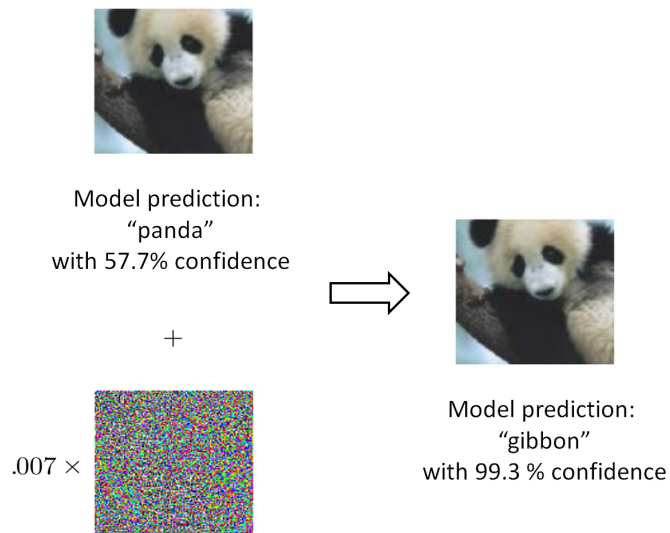 Model prediction:
“panda”
with 57.7% confidence
+
.007 ×
Model prediction:
“gibbon”
with 99.3 % confidence